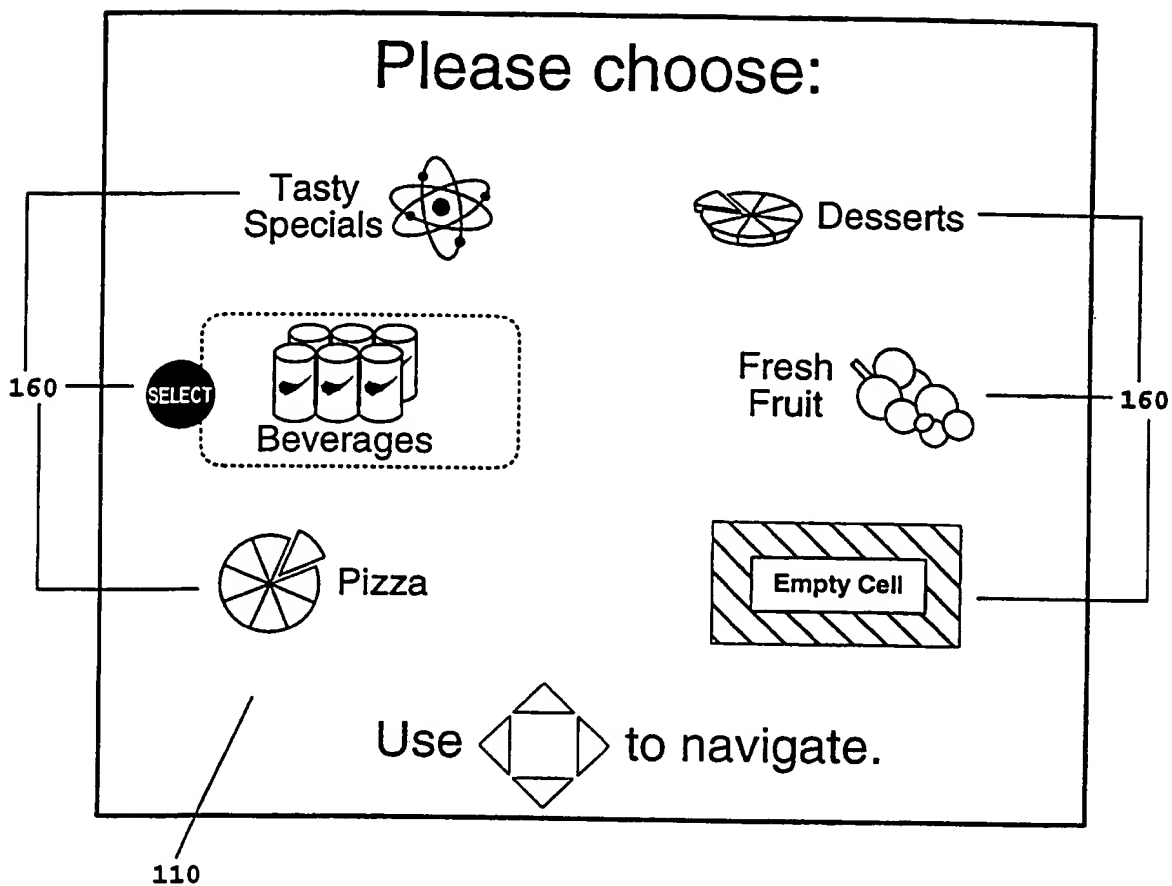 Please choose:
Tasty
Specials
Desserts
160
SELECT
Beverages
Fresh
Fruit
160
Pizza
Empty Cell
Use to navigate.
110